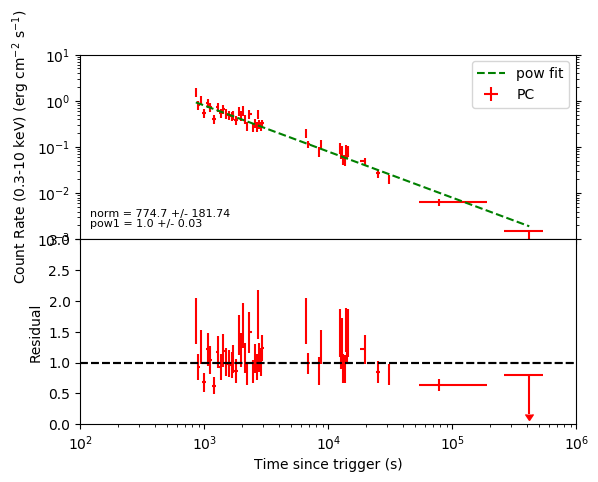 Count Rate (0.3-10 keV) (erg cm⁻² s⁻¹)
10¹
10⁰
10⁻¹
10⁻²
10⁻³
pow fit
PC
norm = 774.7 +/- 181.74
pow1 = 1.0 +/- 0.03
Residual
3.0
2.5
2.0
1.5
1.0
0.5
0.0
10² 10³ 10⁴ 10⁵ 10⁶
Time since trigger (s)